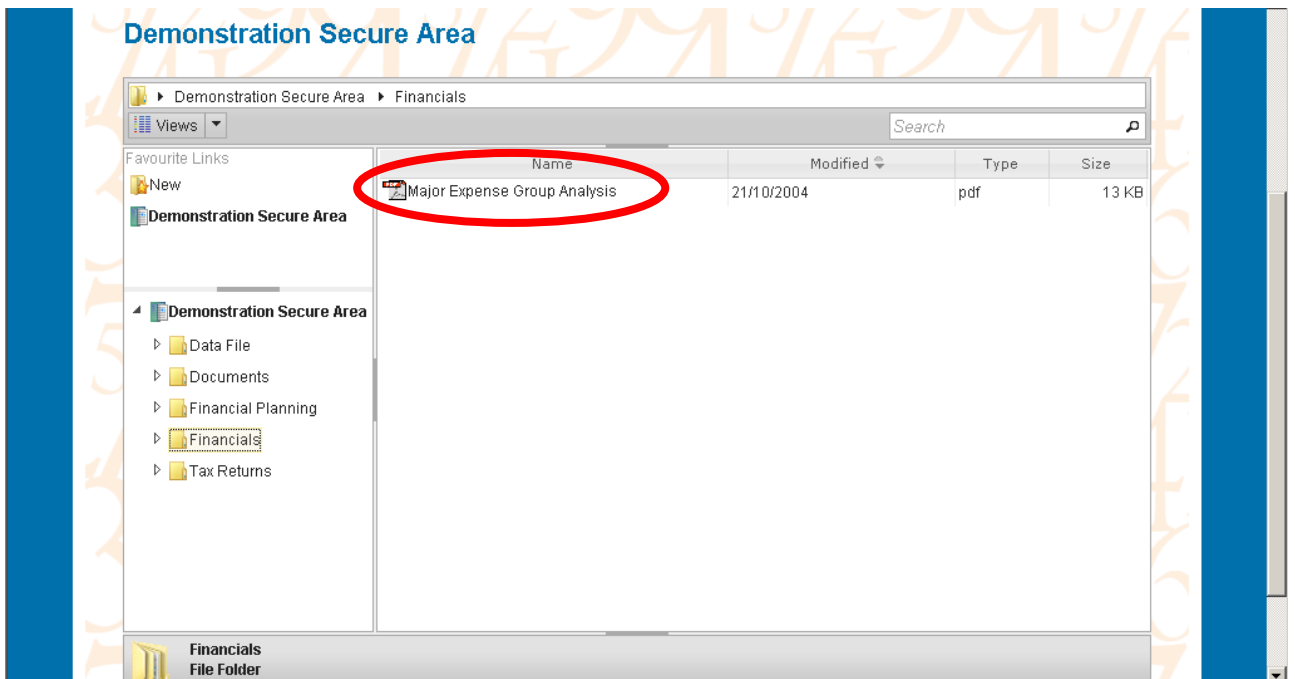 Demonstration Secure Area
Demonstration Secure Area Financials
Views Search
Favourite Links
New
Demonstration Secure Area
Name Modified Type Size
Major Expense Group Analysis 21/10/2004 pdf 13 KB
Demonstration Secure Area
Data File
Documents
Financial Planning
Financials
Tax Returns
Financials
File Folder